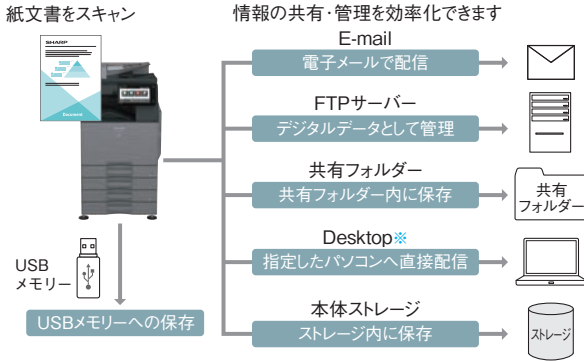 紙文書をスキャン
情報の共有・管理を効率化できます
SHARP
Document
E-mail
電子メールで配信
FTPサーバー
デジタルデータとして管理
共有フォルダー
共有フォルダー内に保存
共有
フォルダー
Desktop※
指定したパソコンへ直接配信
USB
メモリー
USBメモリーへの保存
本体ストレージ
ストレージ内に保存
ストレージ